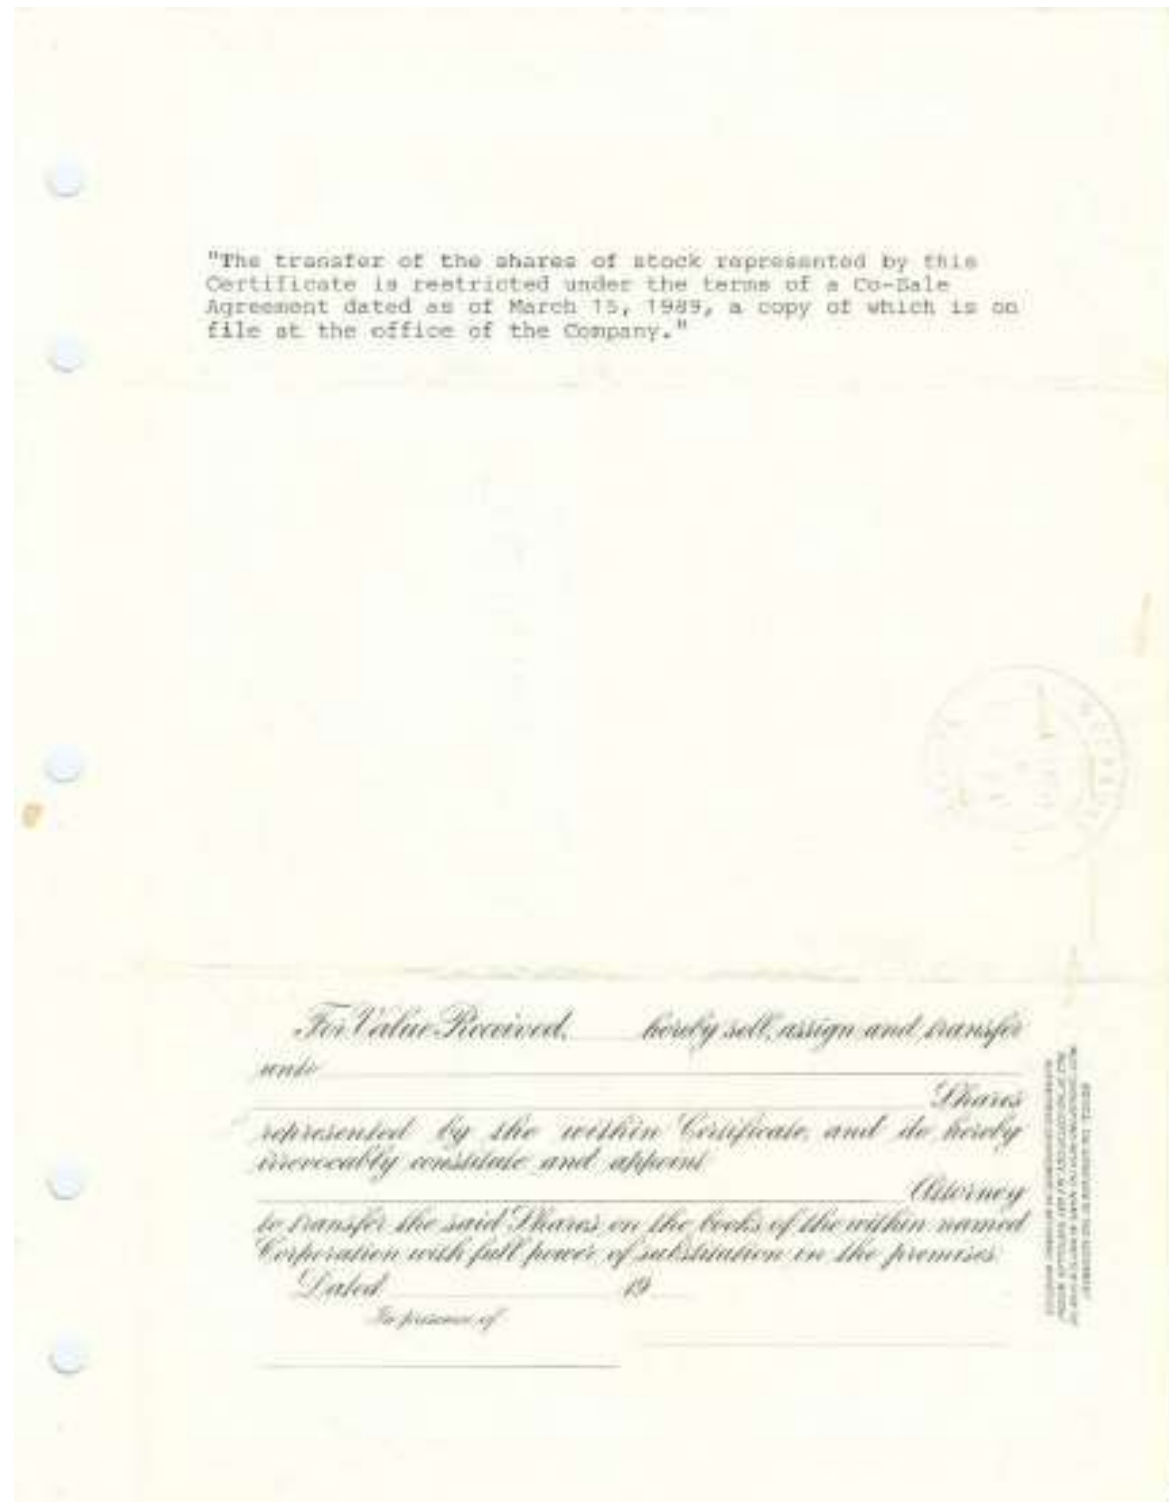 "The transfer of the shares of stock represented by this
Certificate is restricted under the terms of a Co-Sale
Agreement dated as of March 15, 1989, a copy of which is on
file at the office of the Company."
For Value Received, hereby sell, assign and transfer
unto
Shares
represented by the within Certificate, and do hereby
irrevocably constitute and appoint
Attorney
to transfer the said Shares on the books of the within named
Corporation with full power of substitution in the premises.
Dated 19
In presence of